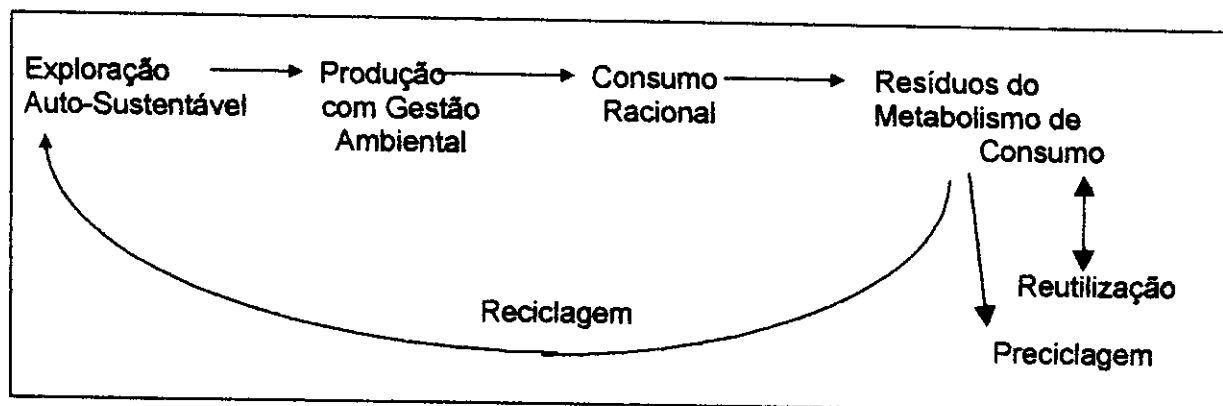 Exploração
Auto-Sustentável
Produção
com Gestão
Ambiental
Consumo
Racional
Resíduos do
Metabolismo de
Consumo
Reutilização
Reciclagem
Preciclagem